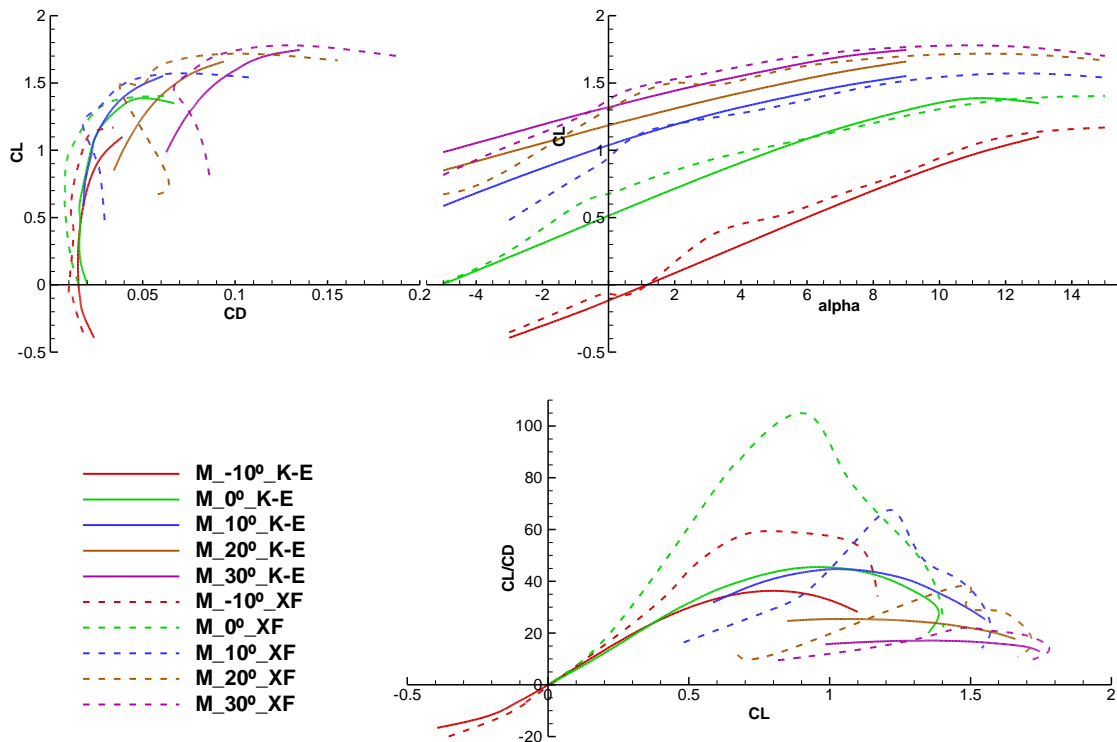 2
1.5
1
0.5
0
-0.5
CL
0.05
0.1
0.15
0.2
CD
2
1.5
1
0.5
0
-0.5
CL
-4
-2
2
4
6
8
10
12
14
alpha
M_-10º_K-E
M_0º_K-E
M_10º_K-E
M_20º_K-E
M_30º_K-E
M_-10º_XF
M_0º_XF
M_10º_XF
M_20º_XF
M_30º_XF
100
80
60
40
20
0
-20
CL/CD
-0.5
0
0.5
1
1.5
2
CL